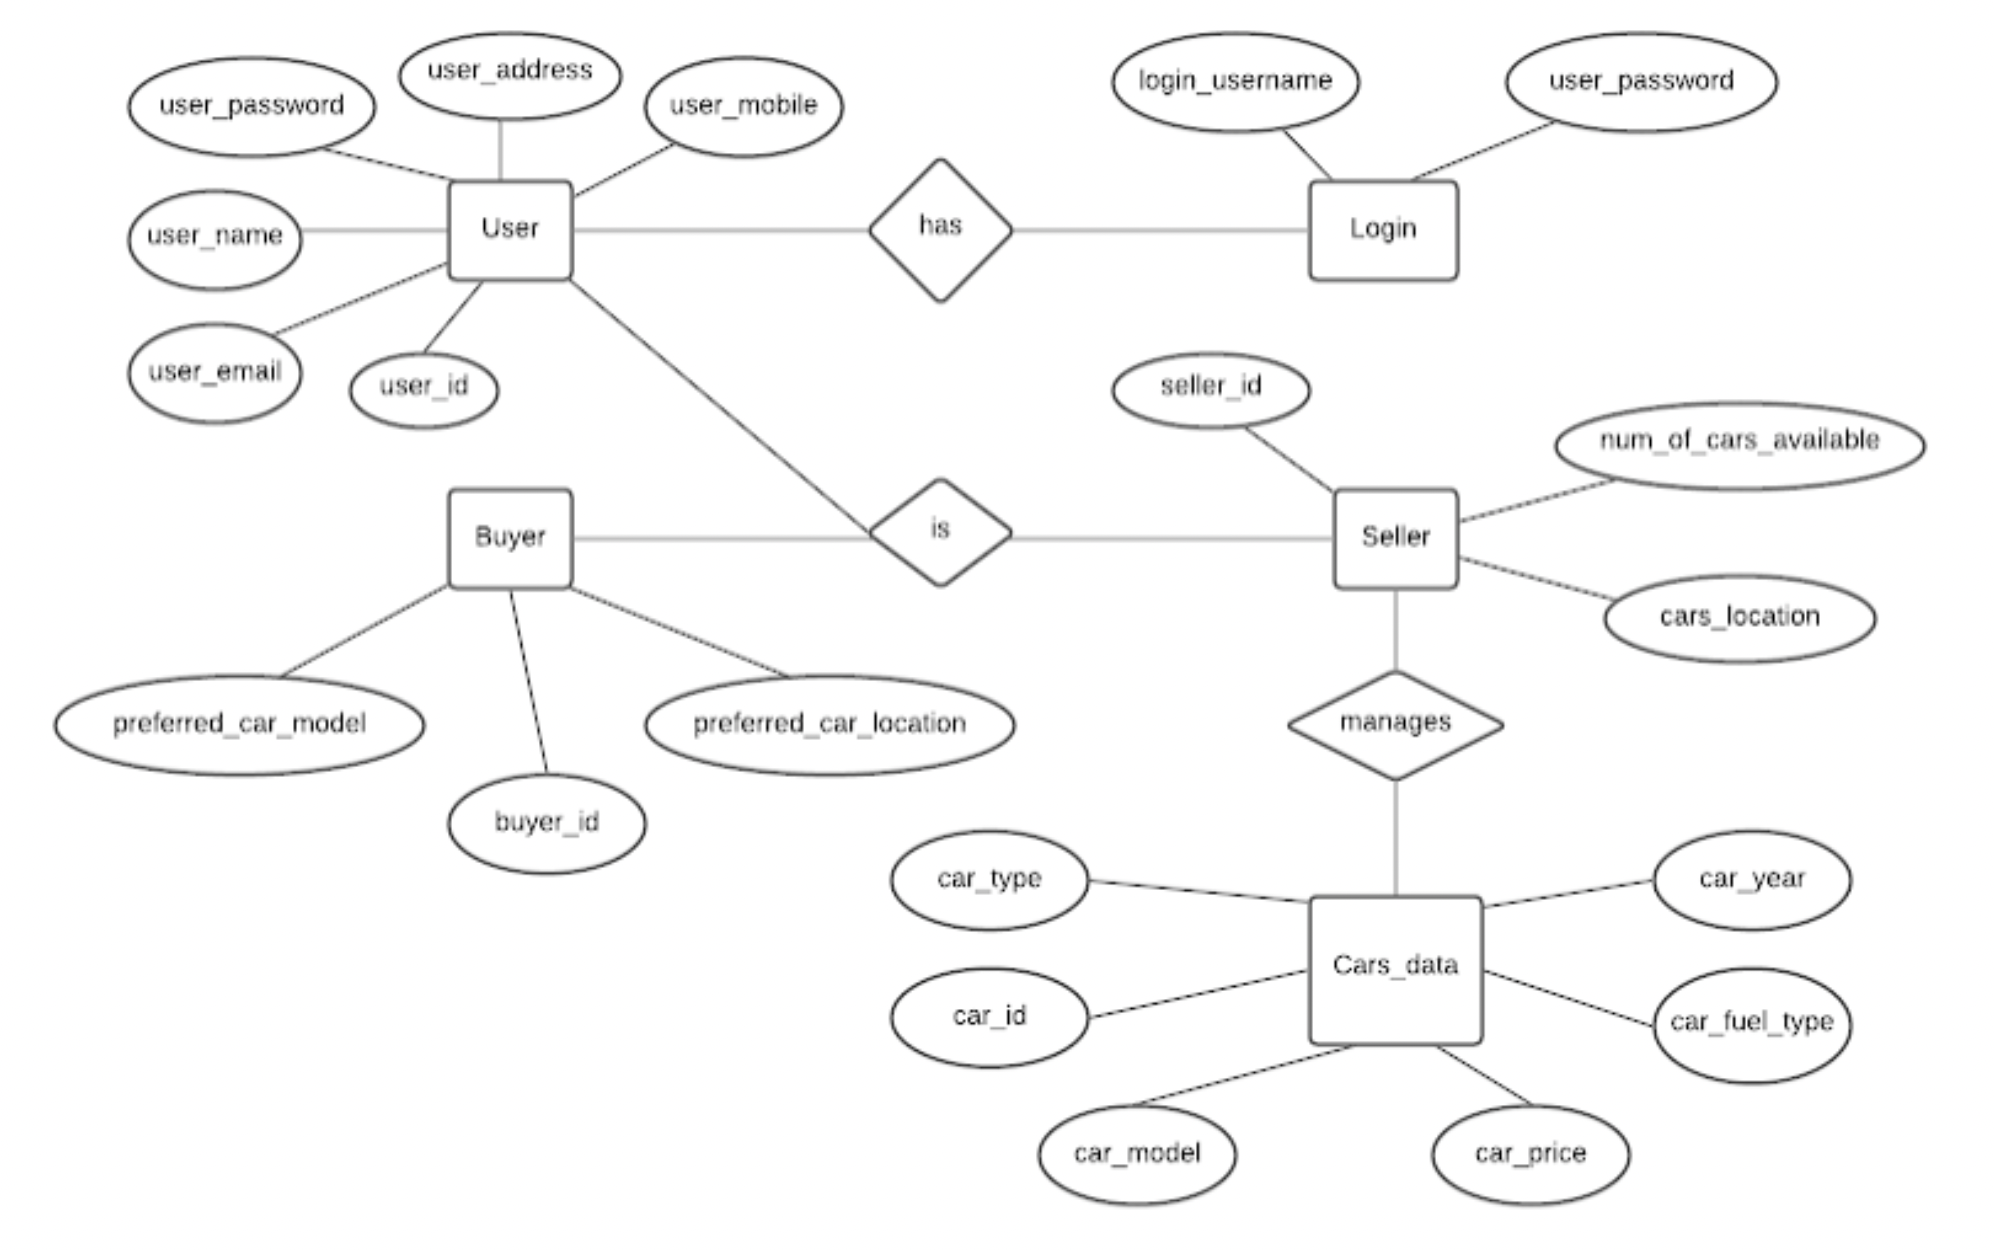 user_address
user_password
user_mobile
login_username
user_password
user_name
User
has
Login
user_email
user_id
seller_id
num_of_cars_available
Buyer
is
Seller
cars_location
preferred_car_model
preferred_car_location
manages
buyer_id
car_type
car_year
Cars_data
car_id
car_fuel_type
car_model
car_price